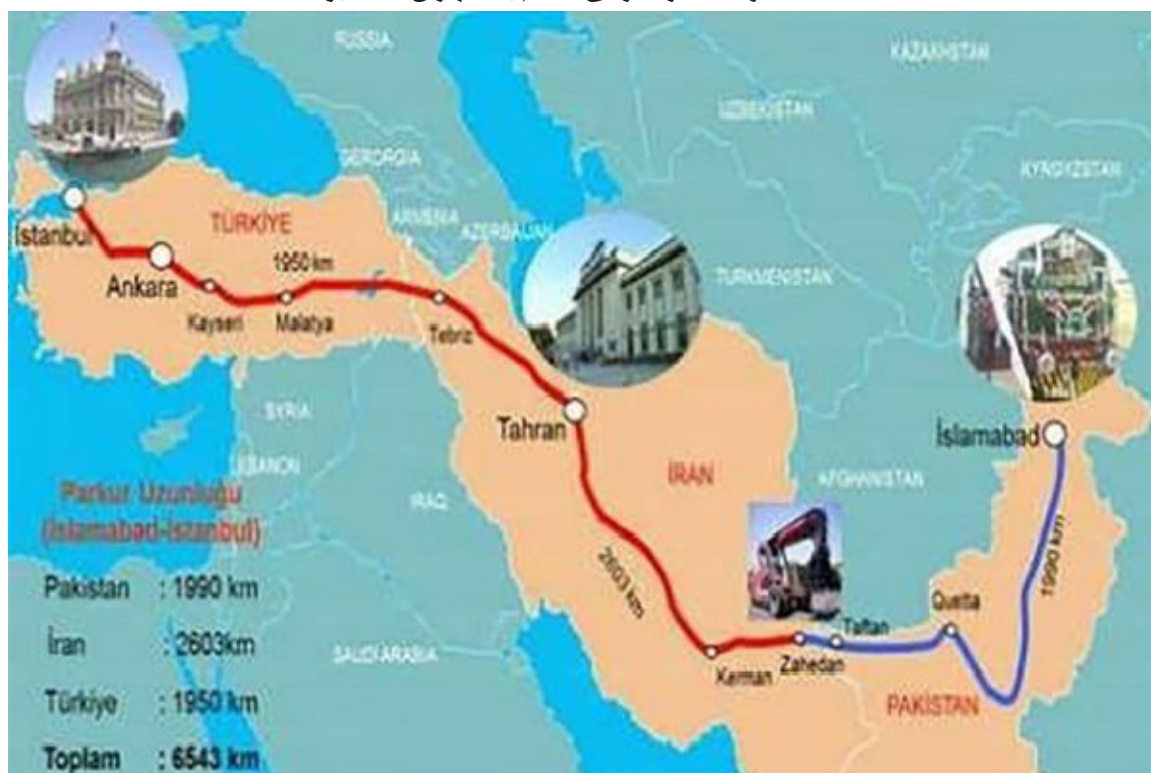 RUSSIA
KAZAKHSTAN
UZBEKISTAN
GERORGIA
KYRGYZSTAN
ARMENIA
AZERBAIJAN
TÜRKİYE
İstanbul
Ankara
1950 km
Kayseri
Malatya
Tebriz
TURKMENISTAN
SYRIA
Tahran
İslamabad
LEBANON
İRAN
AFGHANISTAN
IRAQ
Parkur Uzunluğu
(İslamabad-İstanbul)
Pakistan : 1990 km
İran : 2603km
Türkiye : 1950 km
Toplam : 6543 km
2603 km
1990 km
Quetta
Taftan
Zahedan
Kerman
SAUDI ARABIA
PAKİSTAN